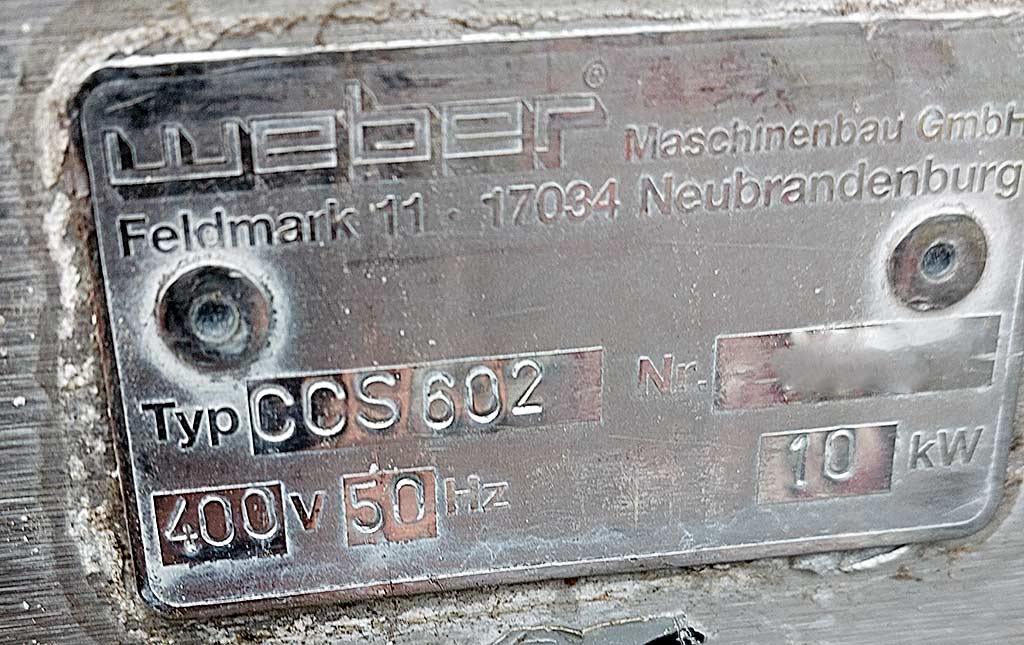 weber® Maschinenbau GmbH
Feldmark 11 · 17034 Neubrandenburg
Typ CCS 602 Nr.
400 V 50 Hz 10 kW